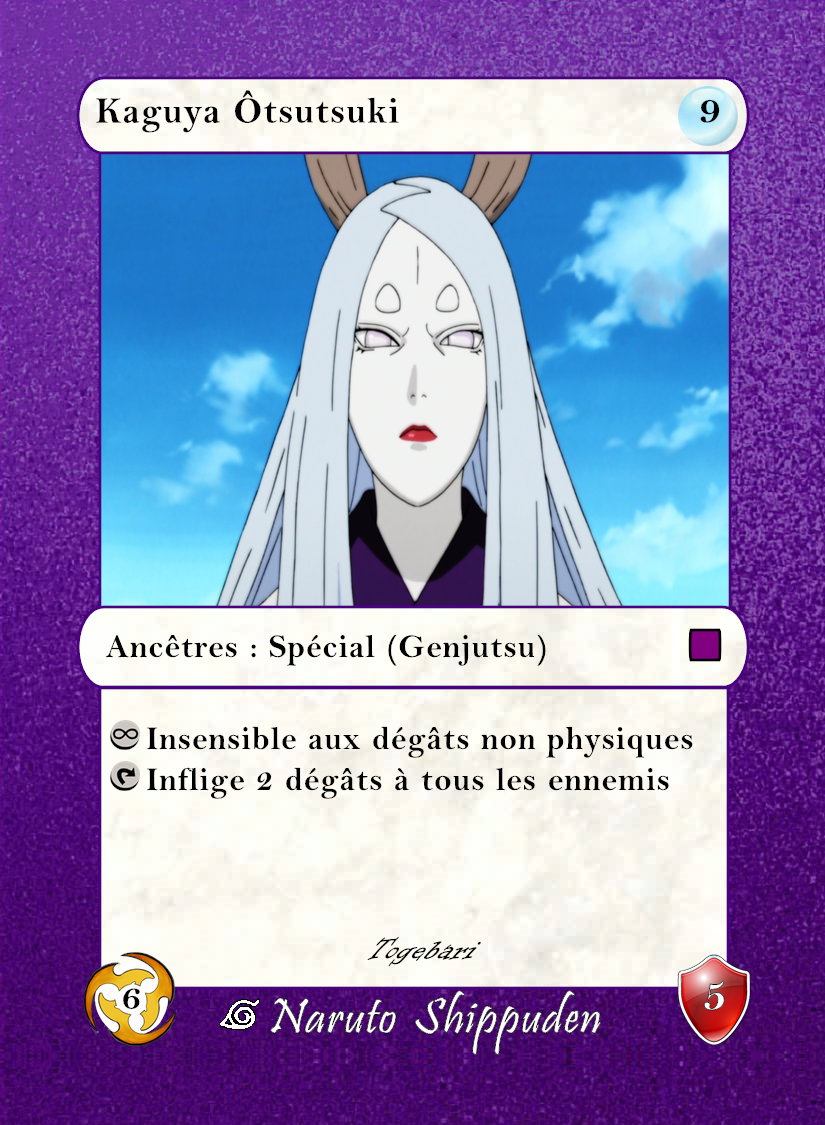 Kaguya Ôtsutsuki
9
Ancêtres : Spécial (Genjutsu)
∞ Insensible aux dégâts non physiques
Inflige 2 dégâts à tous les ennemis
Togebari
6
Naruto Shippuden
5